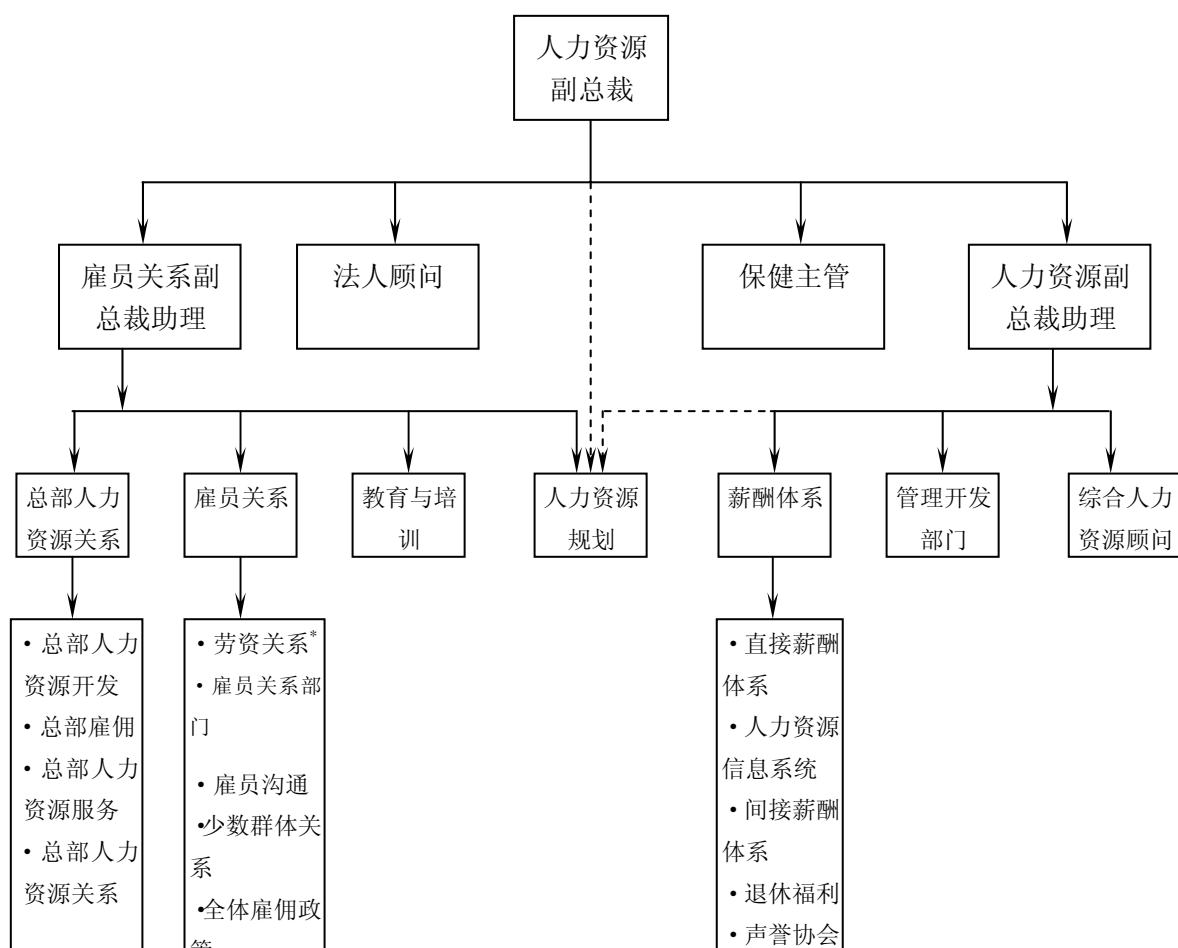 人力资源
副总裁
雇员关系副
总裁助理
法人顾问
保健主管
人力资源副
总裁助理
总部人力
资源关系
雇员关系
教育与培
训
人力资源
规划
薪酬体系
管理开发
部门
综合人力
资源顾问
·总部人力
资源开发
·总部雇佣
·总部人力
资源服务
·总部人力
资源关系
·劳资关系*
·雇员关系部
门
·雇员沟通
·少数群体关
系
·全体雇佣政
·直接薪酬
体系
·人力资源
信息系统
·间接薪酬
体系
·退休福利
·声誉协会